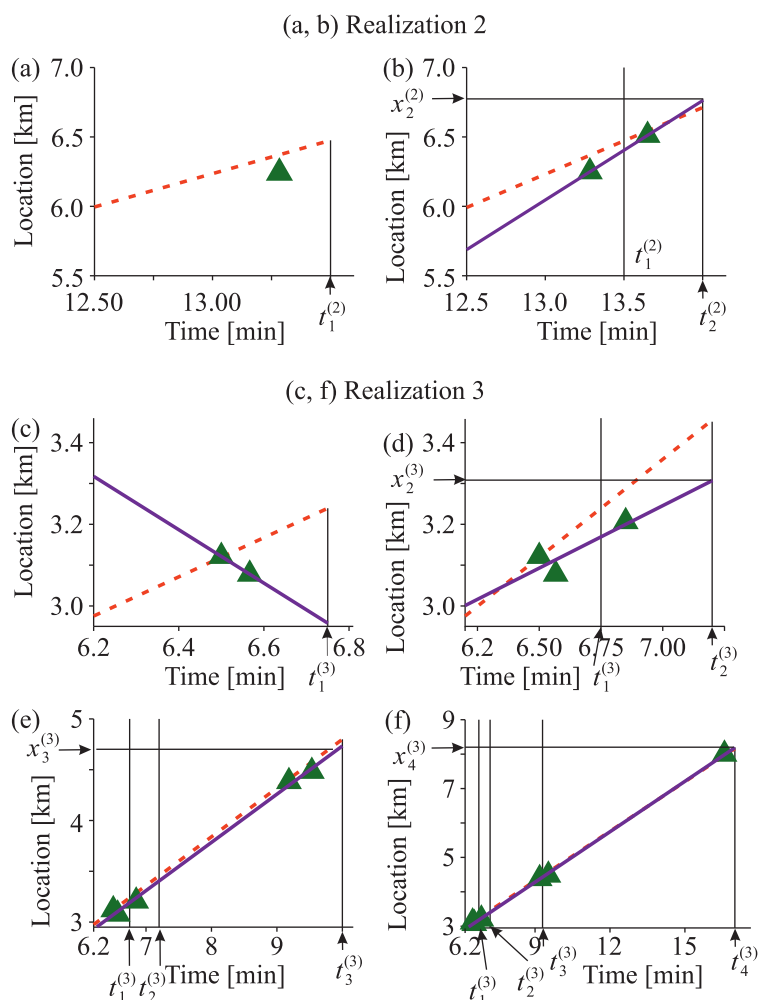 (a, b) Realization 2
(a)
7.0
6.5
6.0
5.5
Location [km]
12.50
13.00
Time [min]
t₁⁽²⁾
(b)
7.0
6.5
6.0
5.5
Location [km]
x₂⁽²⁾
t₁⁽²⁾
12.5
13.0
13.5
Time [min]
t₂⁽²⁾
(c, f) Realization 3
(c)
3.4
3.2
3.0
Location [km]
6.2
6.4
6.6
6.8
Time [min]
t₁⁽³⁾
(d)
3.4
3.2
3.0
Location [km]
x₂⁽³⁾
6.2
6.50
6.75
7.00
Time [min]
t₁⁽³⁾
t₂⁽³⁾
(e)
5
4
3
Location [km]
x₃⁽³⁾
6.2
7
8
9
t₁⁽³⁾
t₂⁽³⁾
Time [min]
t₃⁽³⁾
(f)
9
8
5
3
Location [km]
x₄⁽³⁾
6.2
9
12
15
t₁⁽³⁾
t₂⁽³⁾
t₃⁽³⁾
Time [min]
t₄⁽³⁾